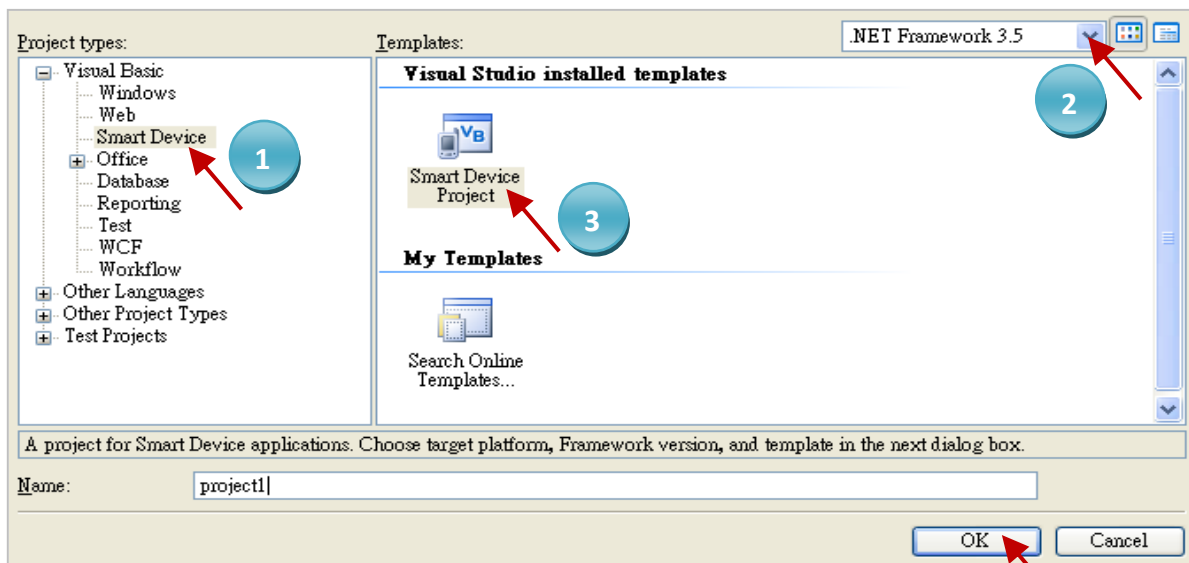 Project types:
Templates:
.NET Framework 3.5
Visual Basic
Windows
Web
Smart Device
Office
Database
Reporting
Test
WCF
Workflow
Other Languages
Other Project Types
Test Projects
1
Visual Studio installed templates
2
VB
Smart Device
Project
3
My Templates
Search Online
Templates...
A project for Smart Device applications. Choose target platform, Framework version, and template in the next dialog box.
Name:
project1
OK
Cancel